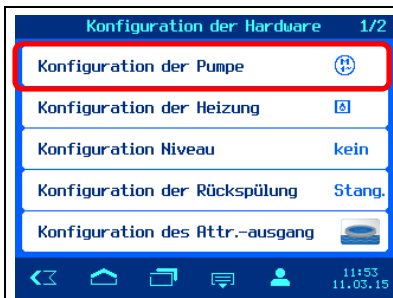 Konfiguration der Hardware 1/2
Konfiguration der Pumpe
Konfiguration der Heizung
Konfiguration Niveau kein
Konfiguration der Rückspülung Stang.
Konfiguration des Attr.-ausgang
11:53
11.03.15